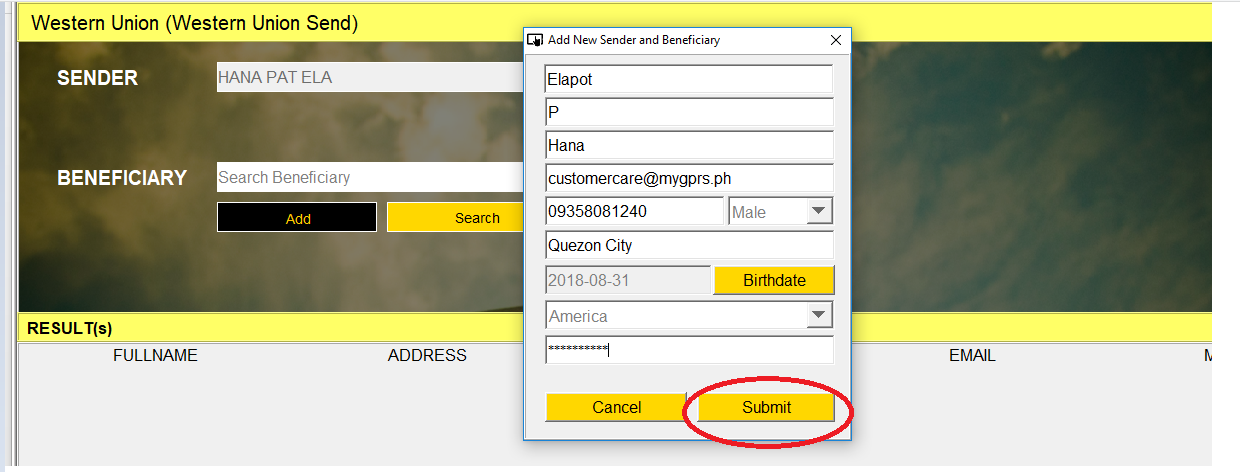 Western Union (Western Union Send)
Add New Sender and Beneficiary
SENDER
HANA PAT ELA
Elapot
P
Hana
BENEFICIARY
Search Beneficiary
customercare@mygprs.ph
Add
Search
09358081240
Male
Quezon City
2018-08-31
Birthdate
America
RESULT(s)
FULLNAME
ADDRESS
EMAIL
M
**********
Cancel
Submit